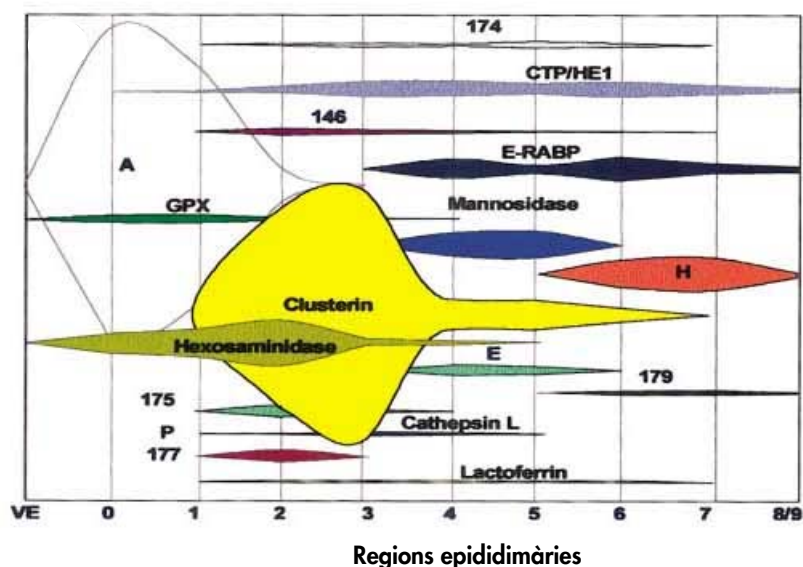 174
CTP/HE1
146
E-RABP
A
GPX
Mannosidase
H
Clusterin
Hexosaminidase
E
179
175
Cathepsin L
P
177
Lactoferrin
VE 0 1 2 3 4 5 6 7 8/9
Regions epididimàries